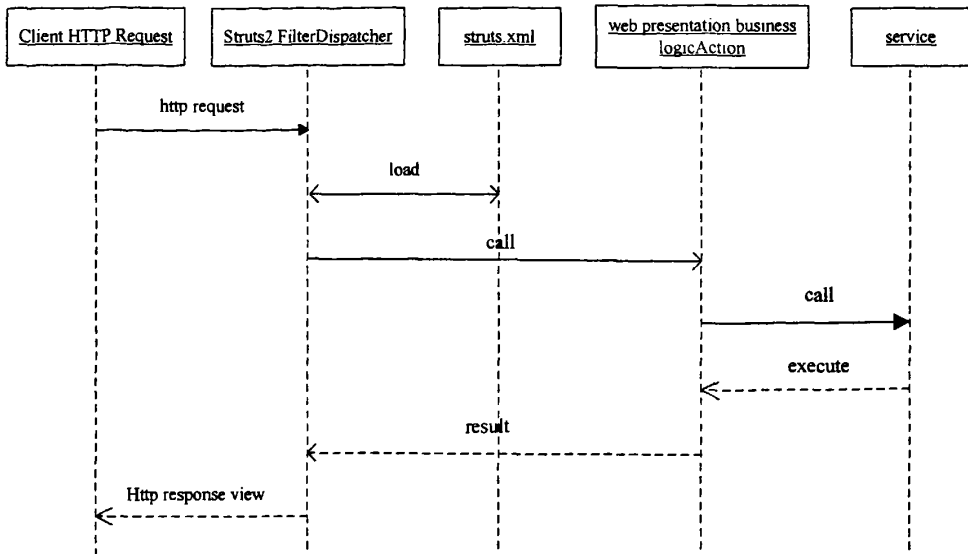 Client HTTP Request
Struts2 FilterDispatcher
struts.xml
web presentation business
logicAction
service
http request
load
call
call
execute
result
Http response view